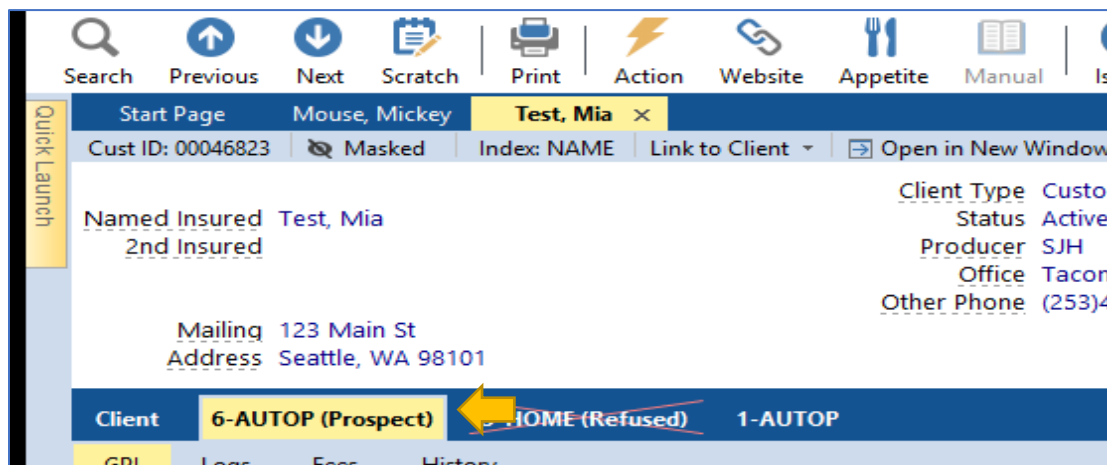 Search Previous Next Scratch Print Action Website Appetite Manual
Start Page Mouse, Mickey Test, Mia ×
Quick Launch
Cust ID: 00046823 Masked Index: NAME Link to Client Open in New Window
Client Type
Named Insured Test, Mia Status Active
2nd Insured Producer SJH
Office
Other Phone (253)
Mailing 123 Main St
Address Seattle, WA 98101
Client 6-AUTOP (Prospect) HOME (Refused) 1-AUTOP